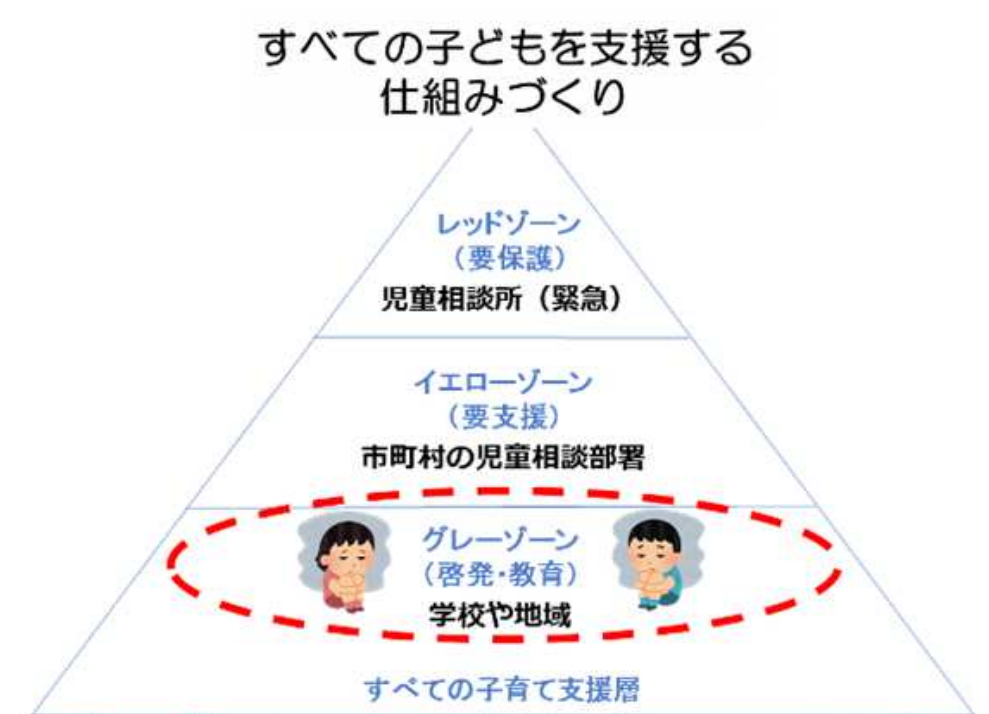 すべての子どもを支援する
仕組みづくり
レッドゾーン
（要保護）
児童相談所（緊急）
イエローゾーン
（要支援）
市町村の児童相談部署
グレーゾーン
（啓発・教育）
学校や地域
すべての子育て支援層